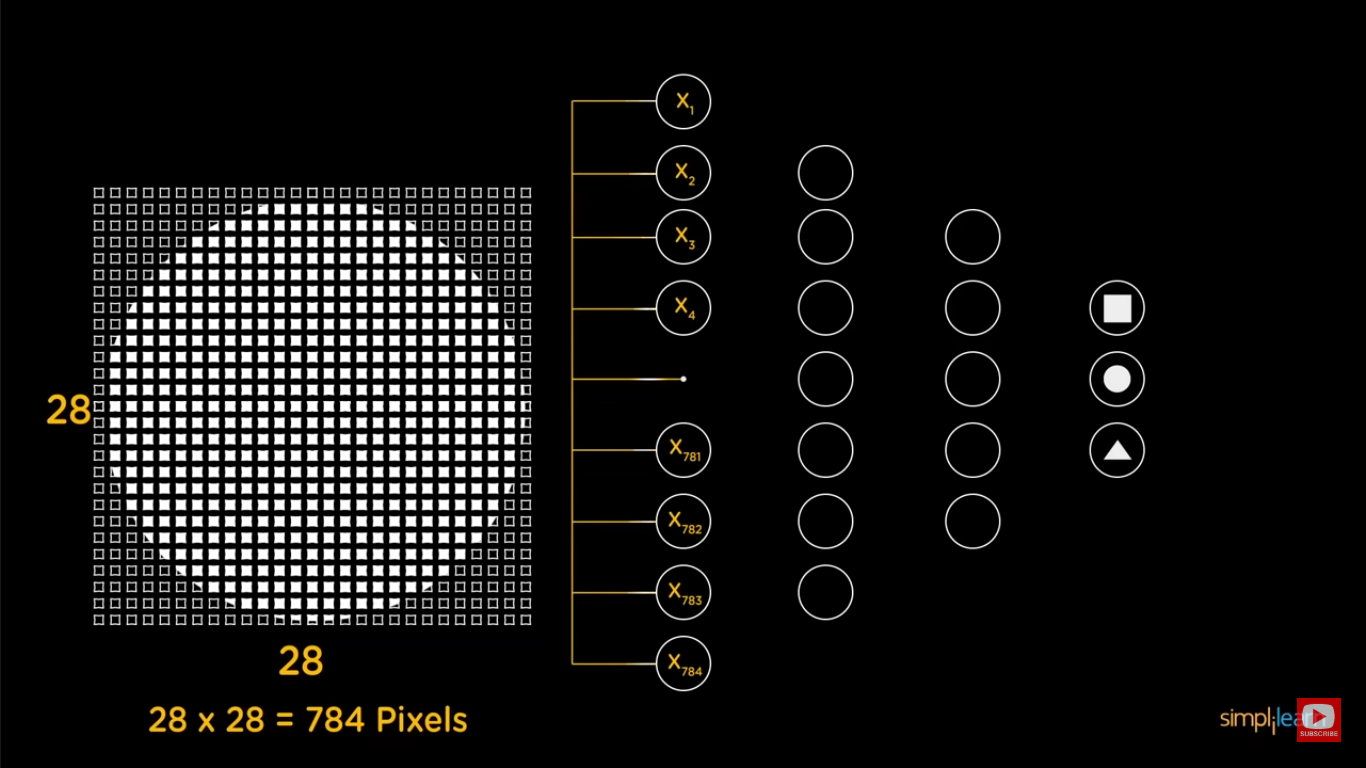 X1
X2
X3
X4
28
X781
X782
X783
X784
28
28 x 28 = 784 Pixels
simplilearn
SUBSCRIBE